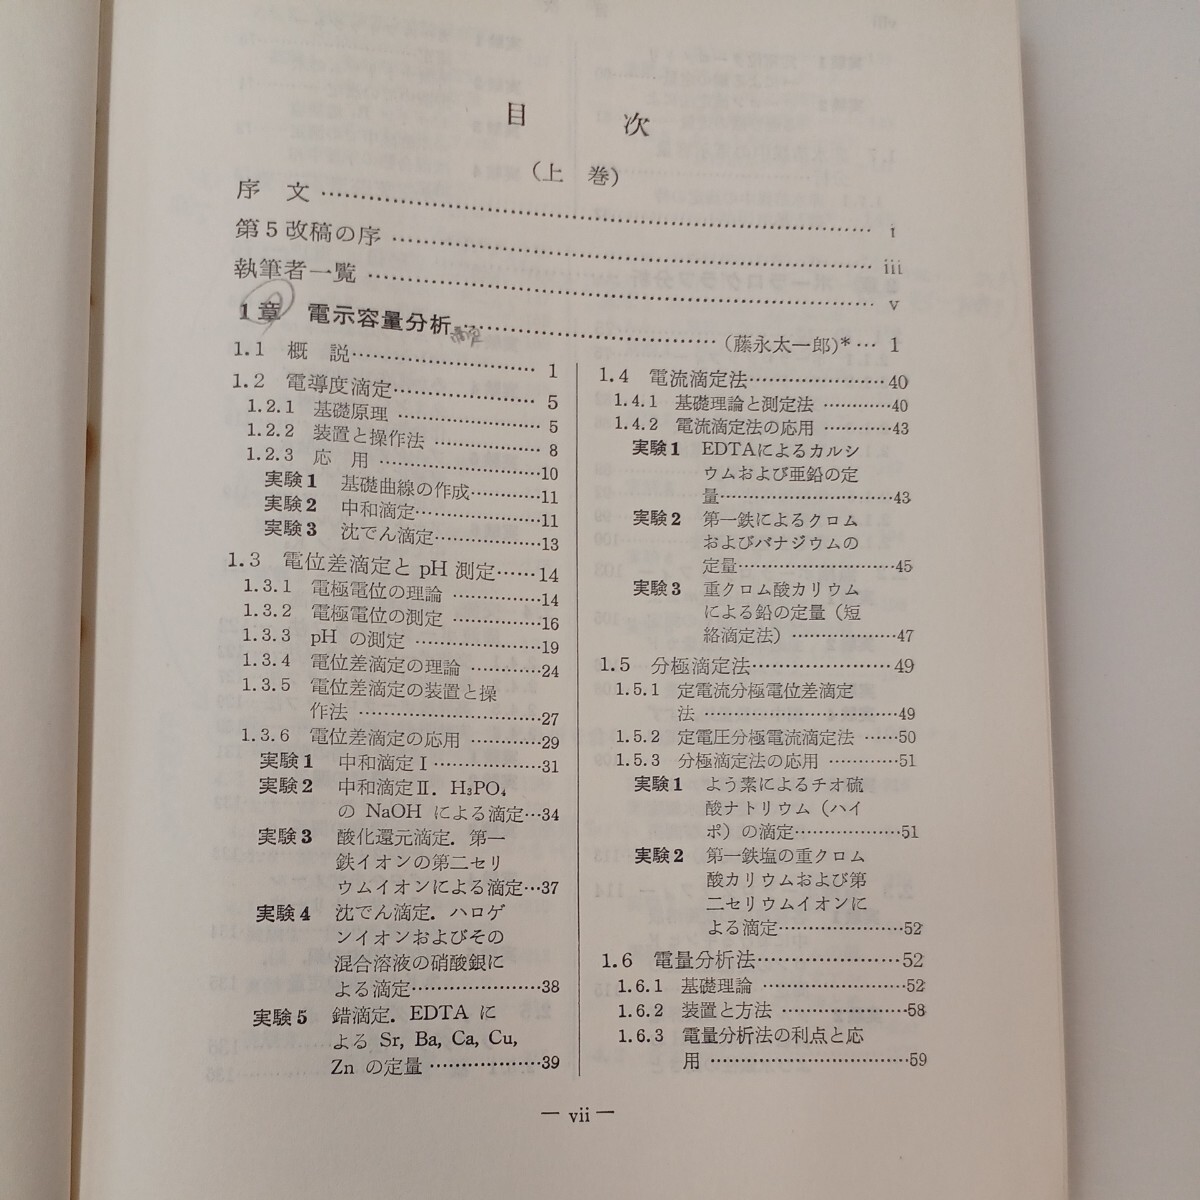 目次
（上巻）
序文 …… i
第5改稿の序 …… iii
執筆者一覧 …… v
1章 電示容量分析 …… (藤永太一郎)* … 1
1.1 概説 …… 1
1.2 電導度滴定 …… 5
1.2.1 基礎原理 …… 5
1.2.2 装置と操作法 …… 8
1.2.3 応用 …… 10
実験1 基礎曲線の作成 …… 11
実験2 中和滴定 …… 11
実験3 沈でん滴定 …… 13
1.3 電位差滴定と pH 測定 …… 14
1.3.1 電極電位の理論 …… 14
1.3.2 電極電位の測定 …… 16
1.3.3 pH の測定 …… 19
1.3.4 電位差滴定の理論 …… 24
1.3.5 電位差滴定の装置と操
作法 …… 27
1.3.6 電位差滴定の応用 …… 29
実験1 中和滴定Ⅰ …… 31
実験2 中和滴定Ⅱ．H₃PO₄
の NaOH による滴定 … 34
実験3 酸化還元滴定．第一
鉄イオンの第二セリ
ウムイオンによる滴定 … 37
実験4 沈でん滴定．ハロゲ
ンイオンおよびその
混合溶液の硝酸銀に
よる滴定 …… 38
実験5 錯滴定．EDTA に
よる Sr, Ba, Ca, Cu,
Zn の定量 …… 39
1.4 電流滴定法 …… 40
1.4.1 基礎理論と測定法 …… 40
1.4.2 電流滴定法の応用 …… 43
実験1 EDTAによるカルシ
ウムおよび亜鉛の定
量 …… 43
実験2 第一鉄によるクロム
およびバナジウムの
定量 …… 45
実験3 重クロム酸カリウム
による鉛の定量（短
絡滴定法） …… 47
1.5 分極滴定法 …… 49
1.5.1 定電流分極電位差滴定
法 …… 49
1.5.2 定電圧分極電流滴定法 …… 50
1.5.3 分極滴定法の応用 …… 51
実験1 よう素によるチオ硫
酸ナトリウム（ハイ
ポ）の滴定 …… 51
実験2 第一鉄塩の重クロム
酸カリウムおよび第
二セリウムイオンに
よる滴定 …… 52
1.6 電量分析法 …… 52
1.6.1 基礎理論 …… 52
1.6.2 装置と方法 …… 58
1.6.3 電量分析法の利点と応
用 …… 59
— vii —